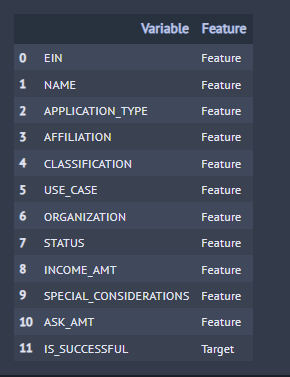 Variable Feature
0 EIN Feature
1 NAME Feature
2 APPLICATION_TYPE Feature
3 AFFILIATION Feature
4 CLASSIFICATION Feature
5 USE_CASE Feature
6 ORGANIZATION Feature
7 STATUS Feature
8 INCOME_AMT Feature
9 SPECIAL_CONSIDERATIONS Feature
10 ASK_AMT Feature
11 IS_SUCCESSFUL Target